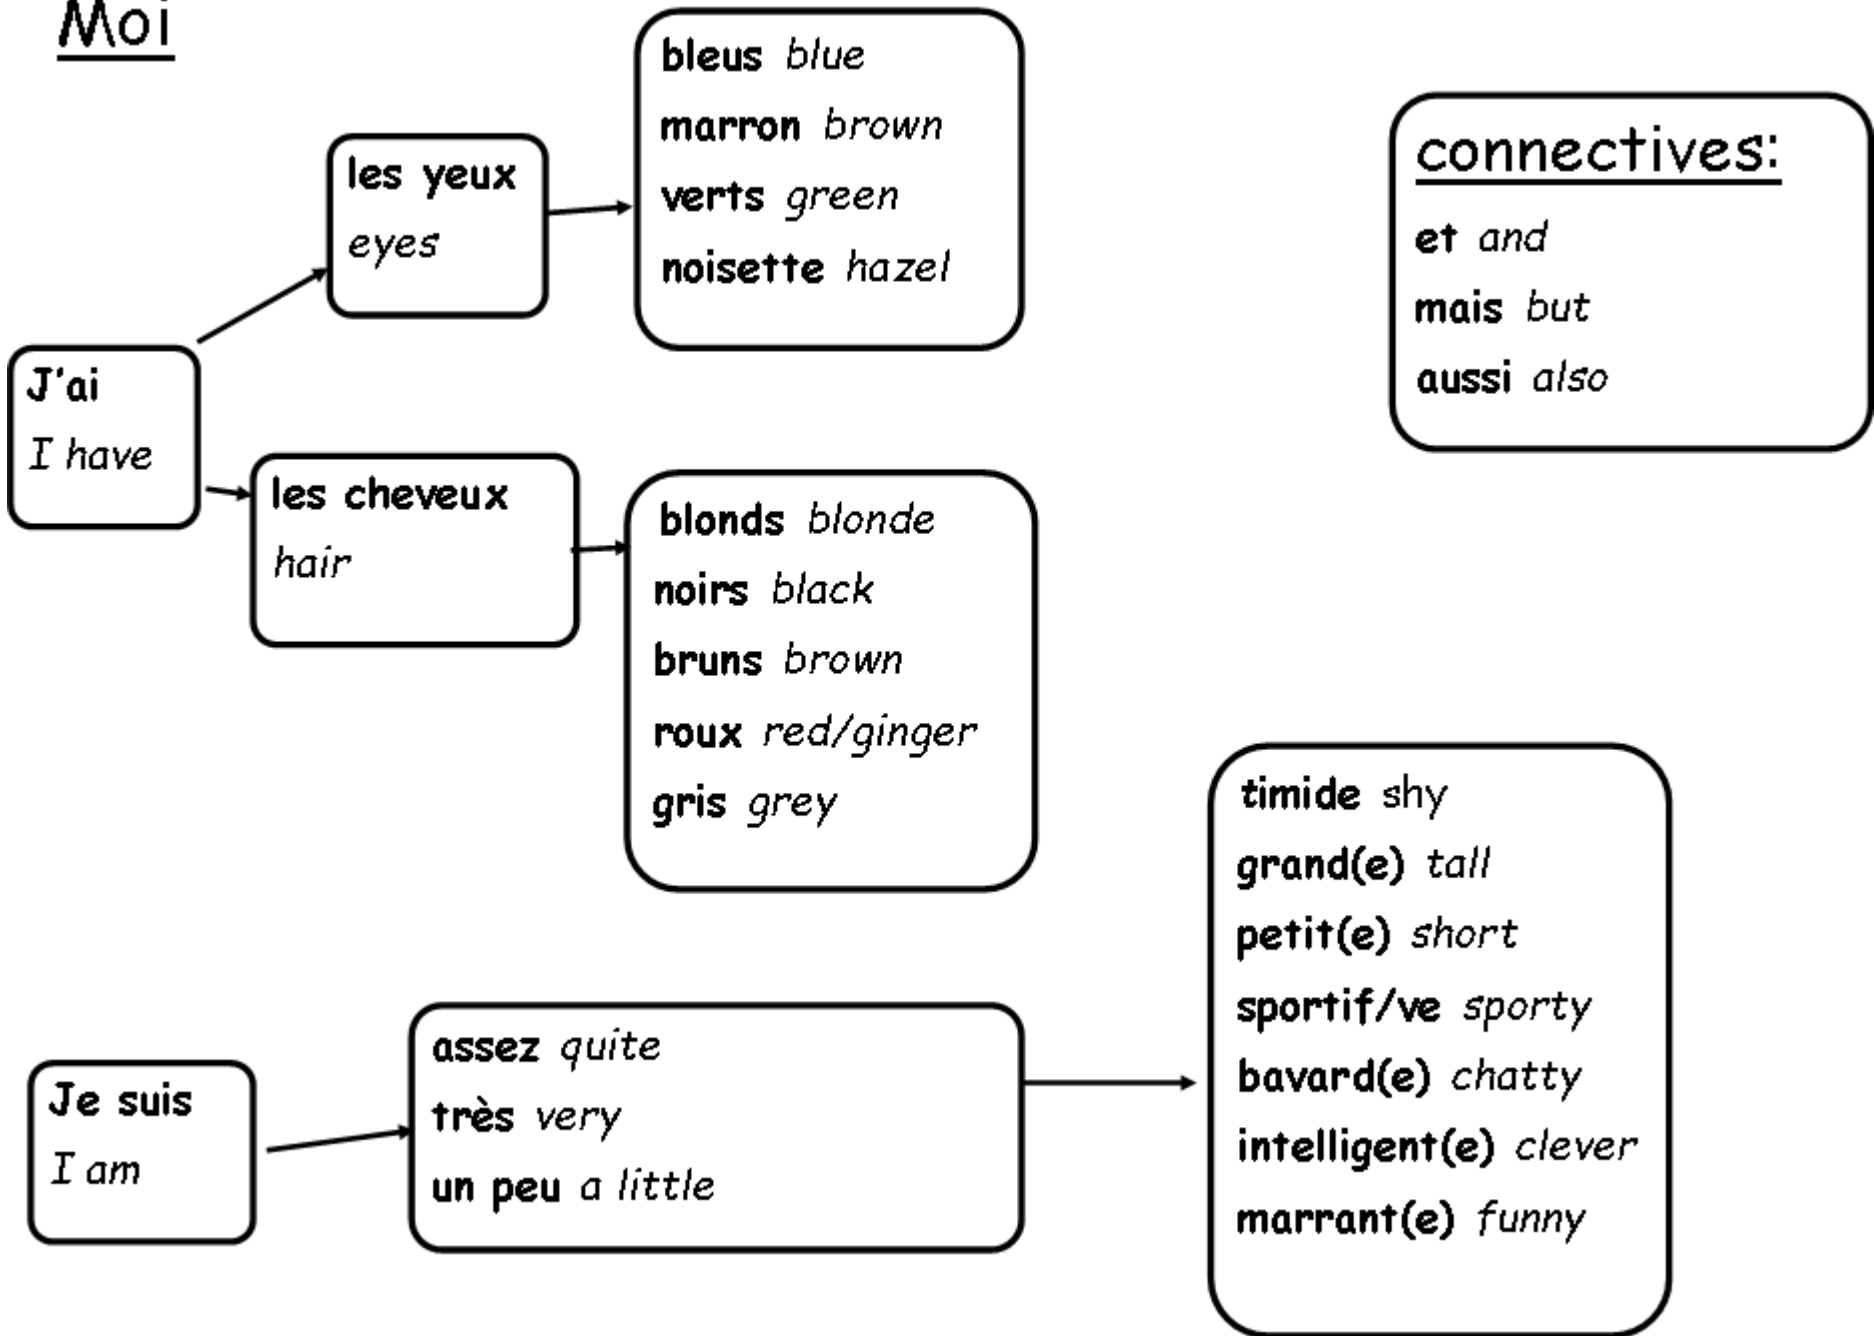 Moi
bleus blue
marron brown
verts green
noisette hazel
les yeux
eyes
J'ai
I have
les cheveux
hair
blonds blonde
noirs black
bruns brown
roux red/ginger
gris grey
connectives:
et and
mais but
aussi also
Je suis
I am
assez quite
très very
un peu a little
timide shy
grand(e) tall
petit(e) short
sportif/ve sporty
bavard(e) chatty
intelligent(e) clever
marrant(e) funny